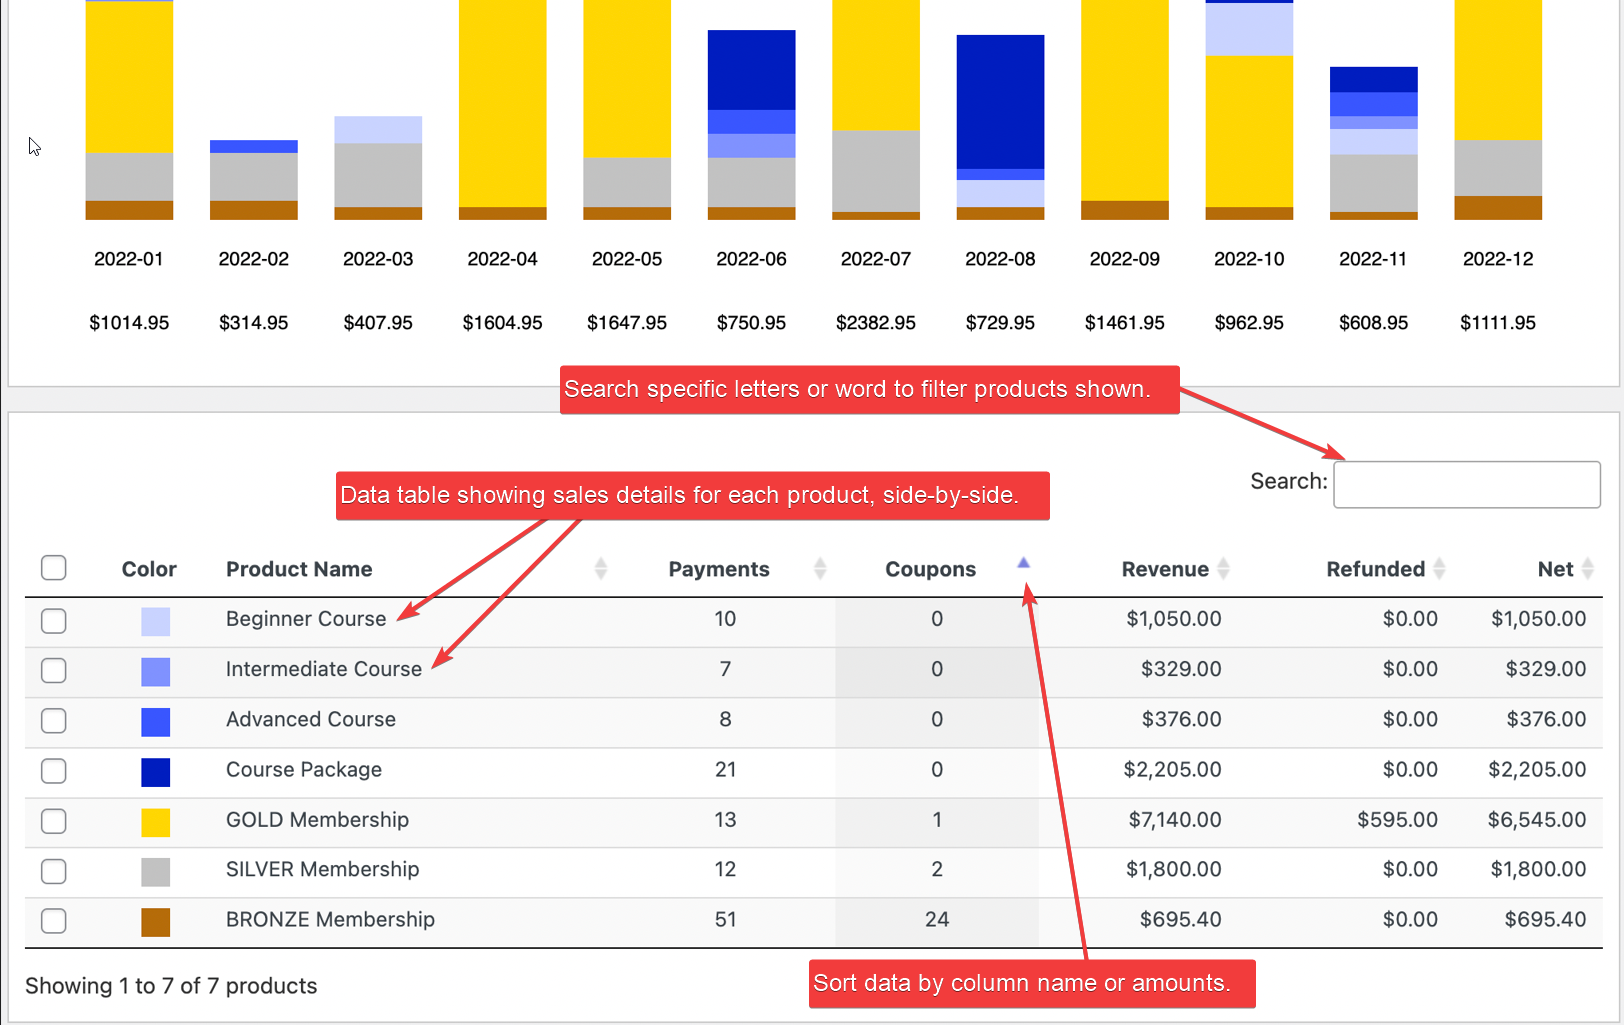 2022-01 2022-02 2022-03 2022-04 2022-05 2022-06 2022-07 2022-08 2022-09 2022-10 2022-11 2022-12
$1014.95 $314.95 $407.95 $1604.95 $1647.95 $750.95 $2382.95 $729.95 $1461.95 $962.95 $608.95 $1111.95
Search specific letters or word to filter products shown.
Search:
Data table showing sales details for each product, side-by-side.
Color Product Name Payments Coupons Revenue Refunded Net
Beginner Course 10 0 $1,050.00 $0.00 $1,050.00
Intermediate Course 7 0 $329.00 $0.00 $329.00
Advanced Course 8 0 $376.00 $0.00 $376.00
Course Package 21 0 $2,205.00 $0.00 $2,205.00
GOLD Membership 13 1 $7,140.00 $595.00 $6,545.00
SILVER Membership 12 2 $1,800.00 $0.00 $1,800.00
BRONZE Membership 51 24 $695.40 $0.00 $695.40
Showing 1 to 7 of 7 products
Sort data by column name or amounts.